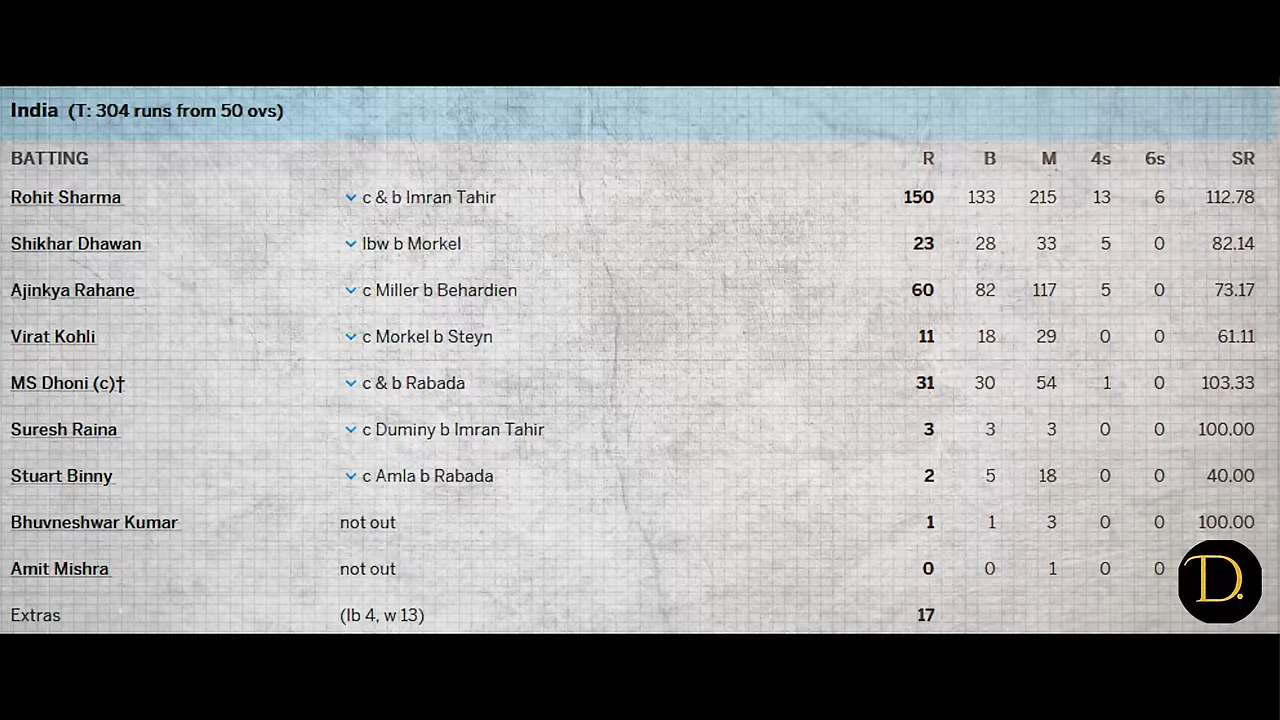 India (T: 304 runs from 50 ovs)
BATTING R B M 4s 6s SR
Rohit Sharma c & b Imran Tahir 150 133 215 13 6 112.78
Shikhar Dhawan lbw b Morkel 23 28 33 5 0 82.14
Ajinkya Rahane c Miller b Behardien 60 82 117 5 0 73.17
Virat Kohli c Morkel b Steyn 11 18 29 0 0 61.11
MS Dhoni (c)† c & b Rabada 31 30 54 1 0 103.33
Suresh Raina c Duminy b Imran Tahir 3 3 3 0 0 100.00
Stuart Binny c Amla b Rabada 2 5 18 0 0 40.00
Bhuvneshwar Kumar not out 1 1 3 0 0 100.00
Amit Mishra not out 0 0 1 0 0
Extras (lb 4, w 13) 17
D.